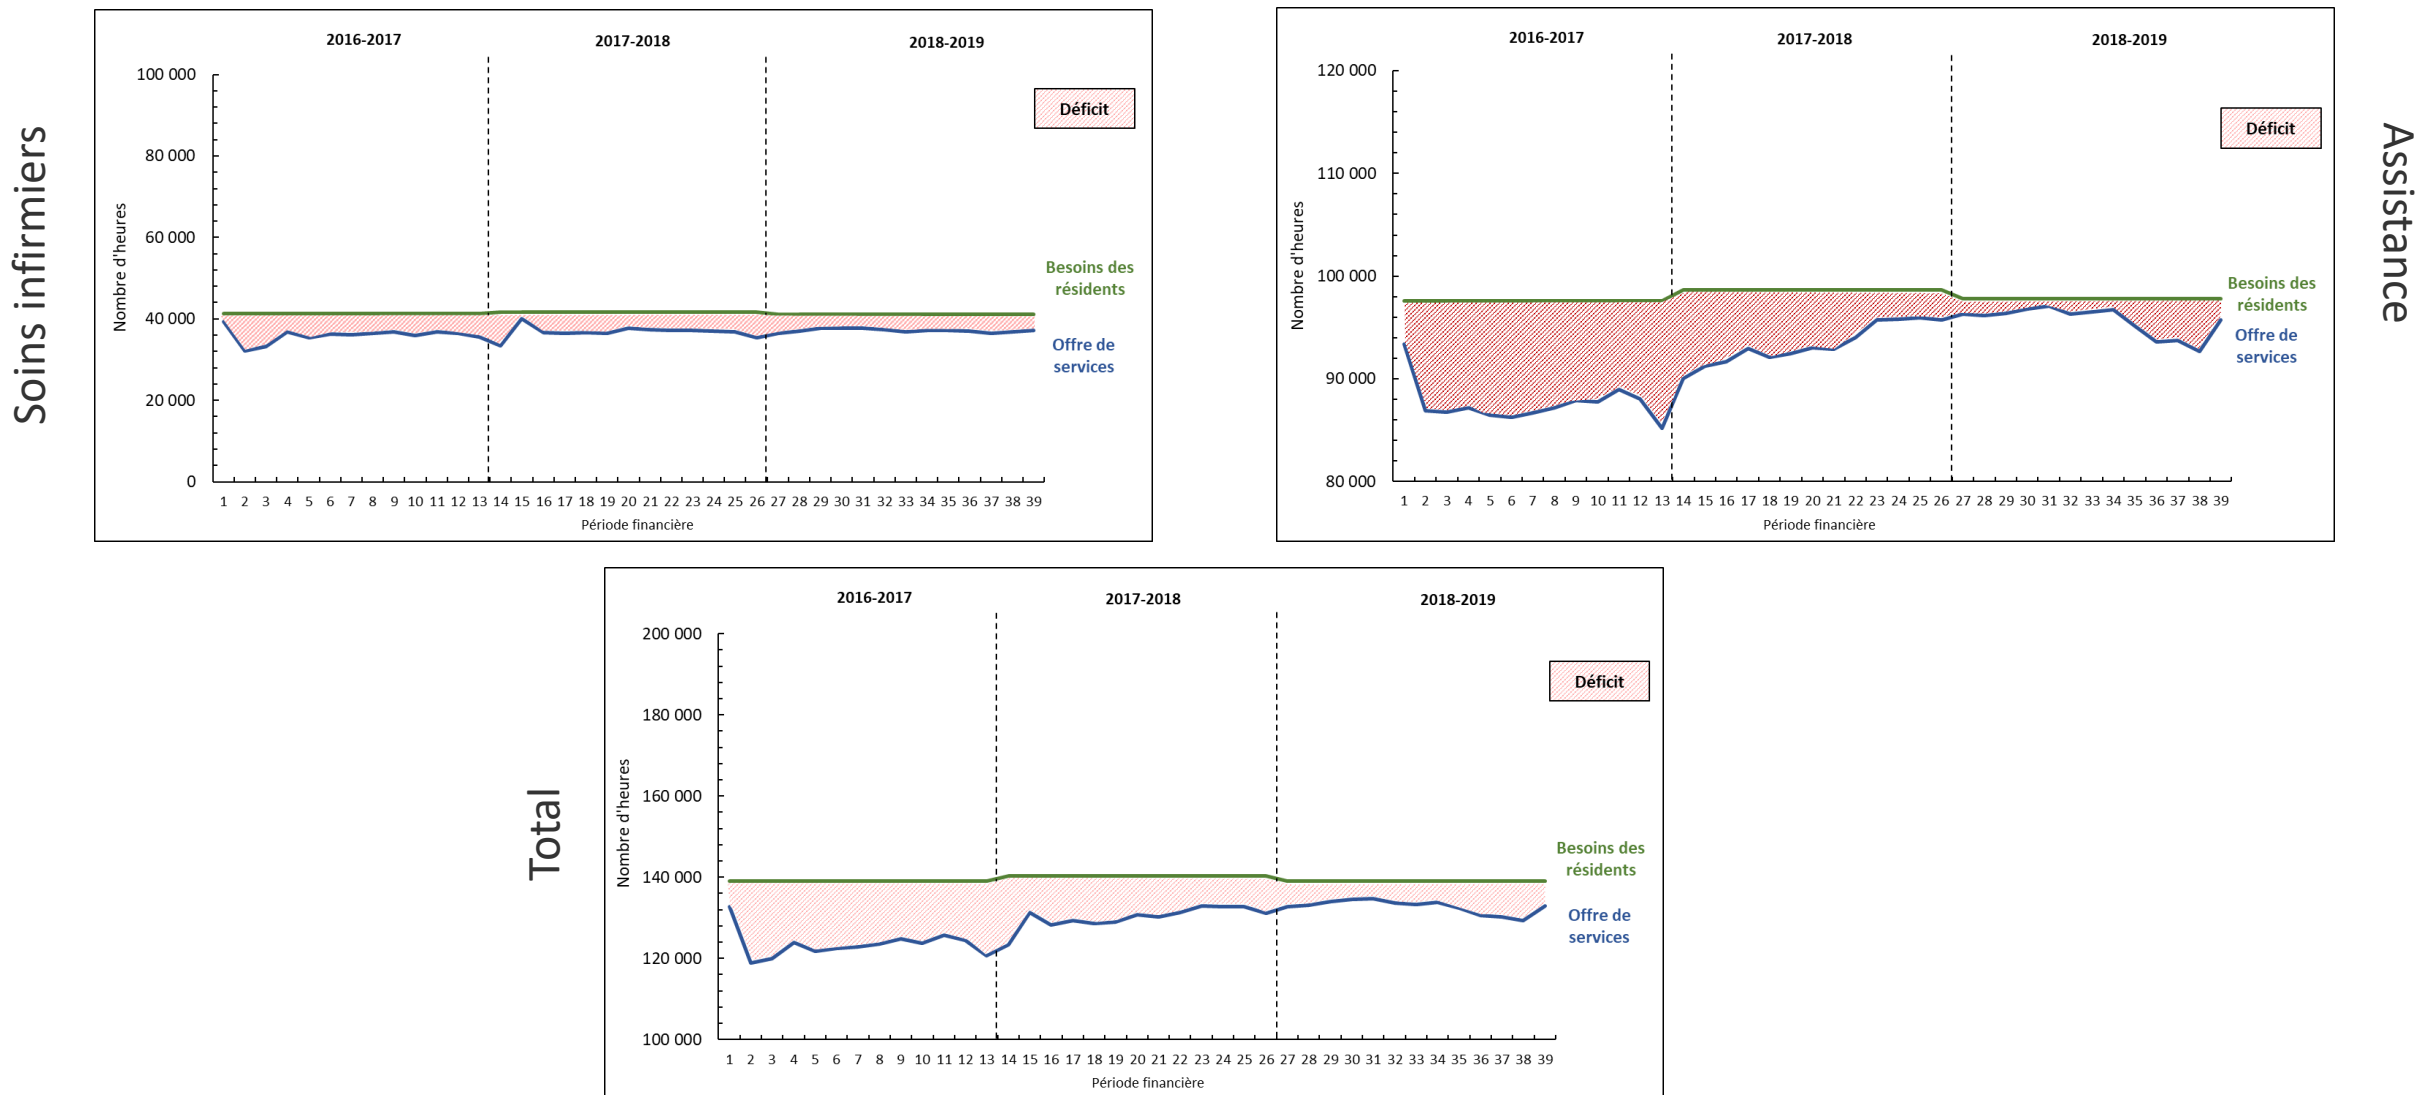 Soins infirmiers
2016-2017
2017-2018
2018-2019
Déficit
Nombre d'heures
100 000
80 000
60 000
40 000
20 000
0
Besoins des
résidents
Offre de
services
1 2 3 4 5 6 7 8 9 10 11 12 13 14 15 16 17 18 19 20 21 22 23 24 25 26 27 28 29 30 31 32 33 34 35 36 37 38 39
Période financière
Assistance
2016-2017
2017-2018
2018-2019
Déficit
Nombre d'heures
120 000
110 000
100 000
90 000
80 000
Besoins des
résidents
Offre de
services
1 2 3 4 5 6 7 8 9 10 11 12 13 14 15 16 17 18 19 20 21 22 23 24 25 26 27 28 29 30 31 32 33 34 35 36 37 38 39
Période financière
Total
2016-2017
2017-2018
2018-2019
Déficit
Nombre d'heures
200 000
180 000
160 000
140 000
120 000
100 000
Besoins des
résidents
Offre de
services
1 2 3 4 5 6 7 8 9 10 11 12 13 14 15 16 17 18 19 20 21 22 23 24 25 26 27 28 29 30 31 32 33 34 35 36 37 38 39
Période financière